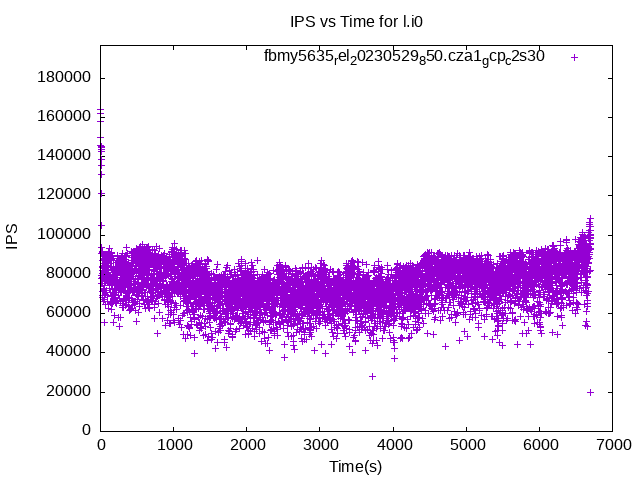 IPS vs Time for l.i0
fbmy5635rel20230529850.cza1gcpc2s30
180000
160000
140000
120000
100000
80000
60000
40000
20000
0
IPS
0 1000 2000 3000 4000 5000 6000 7000
Time(s)